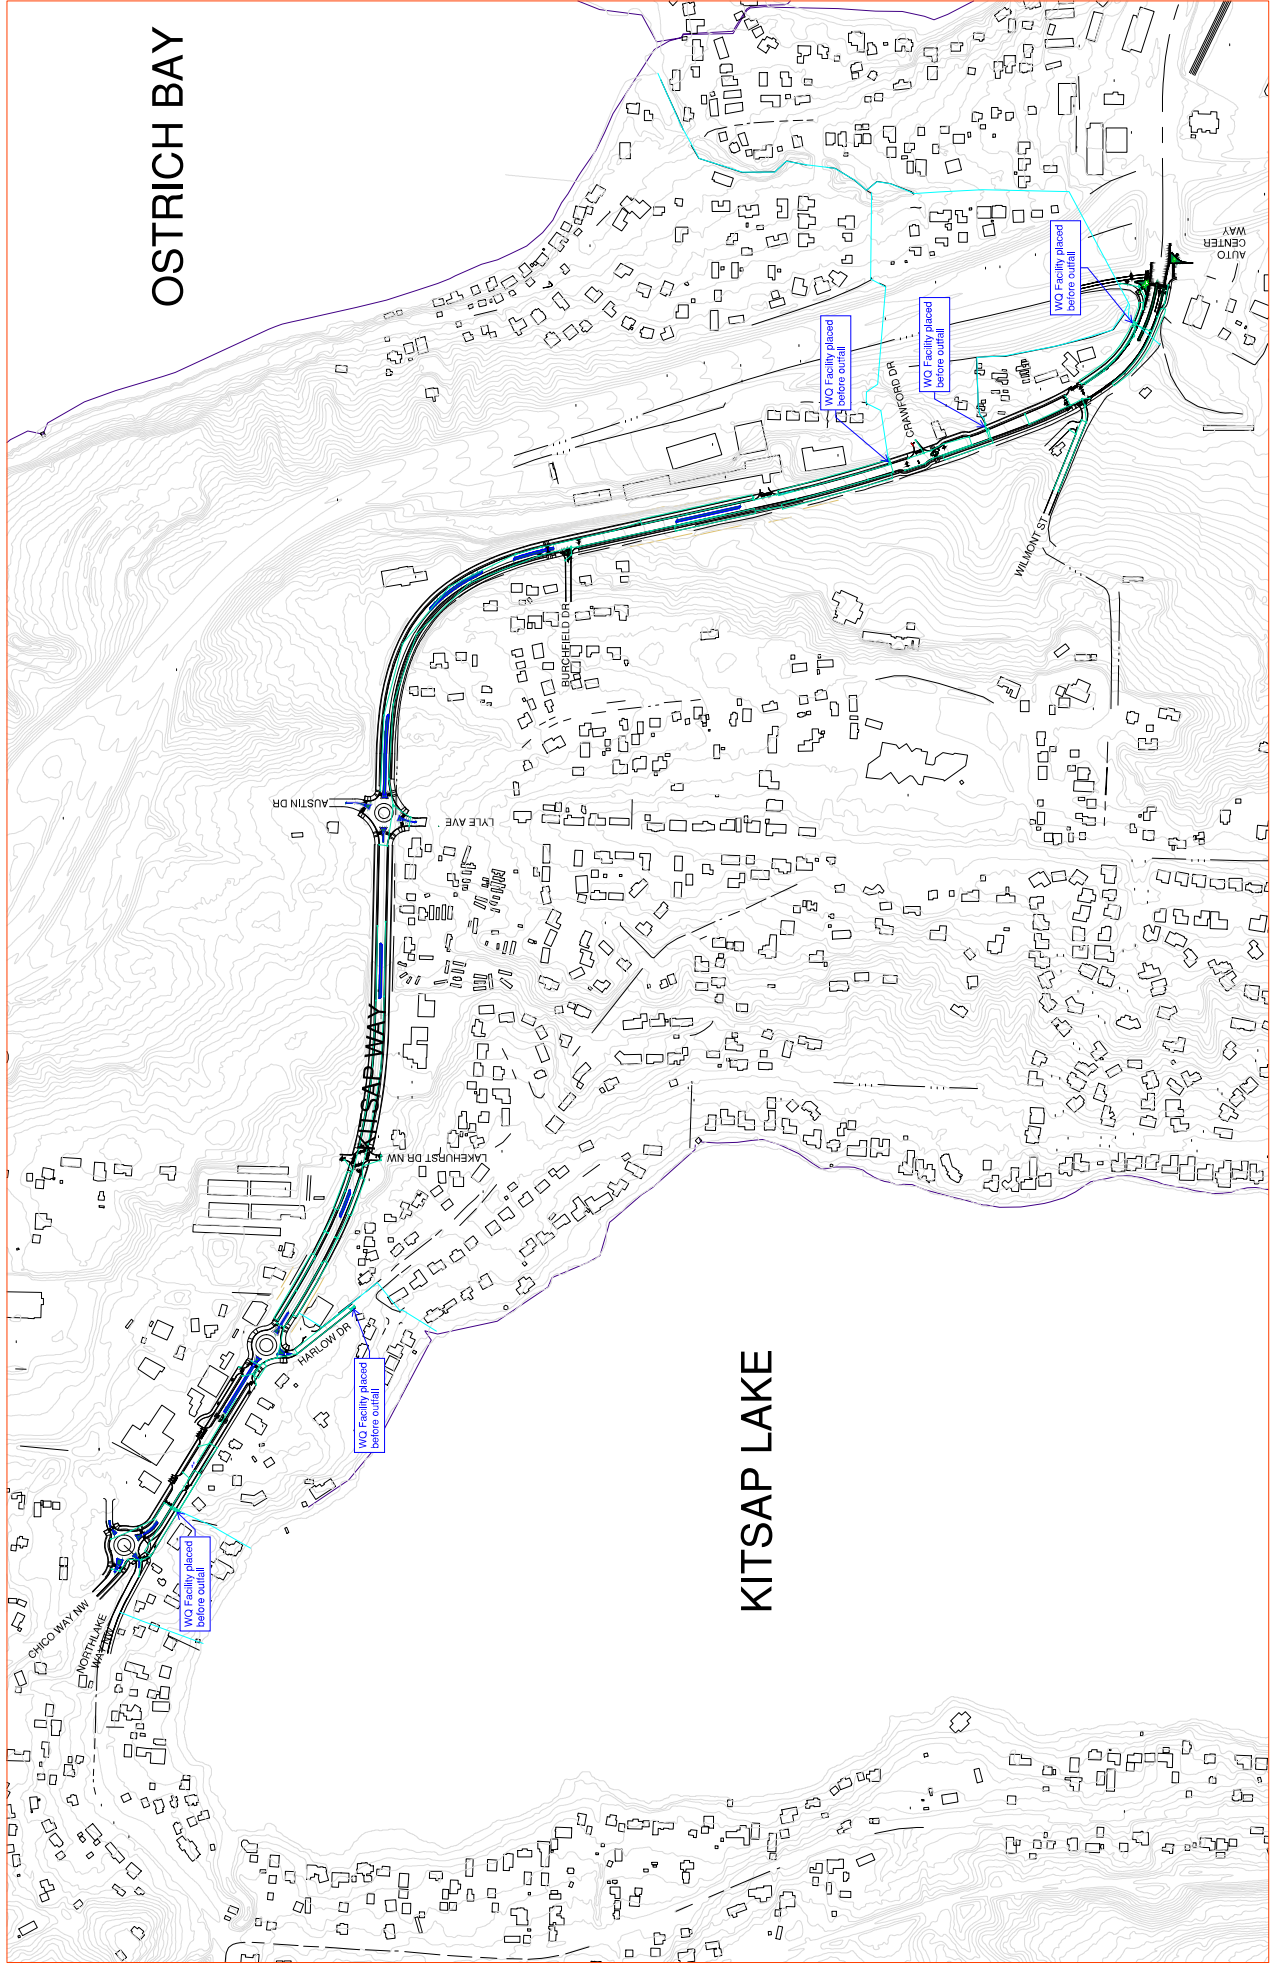 OSTRICH BAY
AUTO
CENTER
WAY
WQ Facility placed
before outfall
WQ Facility placed
before outfall
WQ Facility placed
before outfall
CRAWFORD DR
WILMONT ST
BURCHFIELD DR
AUSTIN DR
LYLE AVE
KITSAP WAY
LAKEHURST DR NW
HARLOW DR
WQ Facility placed
before outfall
KITSAP LAKE
WQ Facility placed
before outfall
CHICO WAY NW
NORTHLAKE
WAY NW